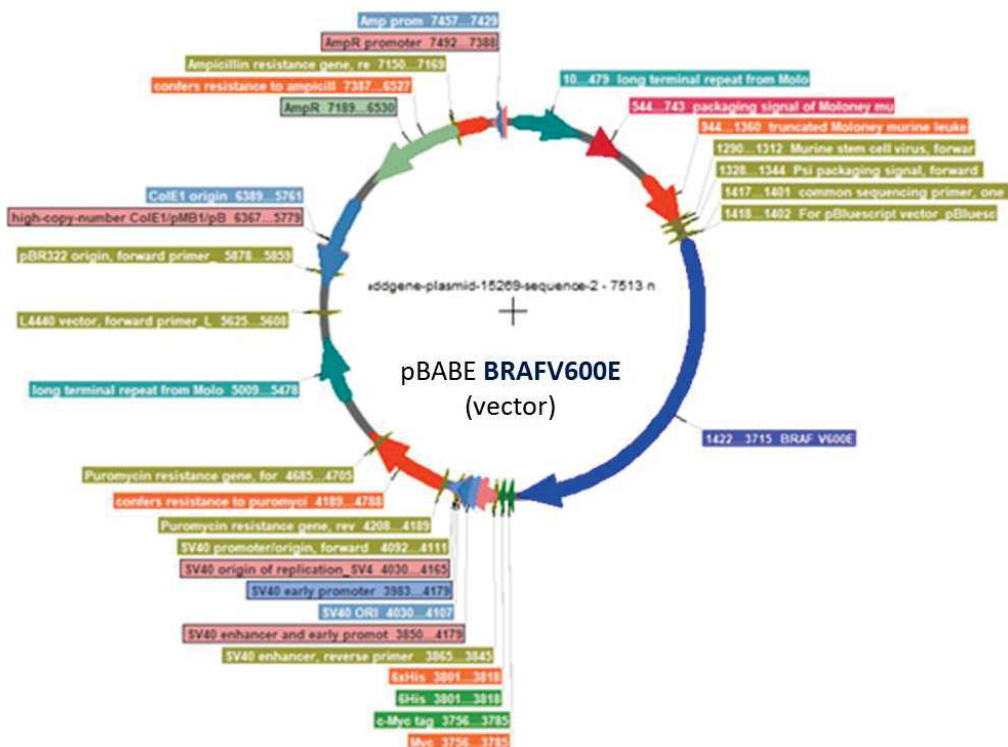 Amp prom 7457...7429
AmpR promoter 7492...7388
Ampicillin resistance gene, re 7150...7169
confers resistance to ampicill 7387...6527
AmpR 7189...6530
10...479 long terminal repeat from Molo
544...743 packaging signal of Moloney mu
944...1360 truncated Moloney murine leuke
1290...1312 Murine stem cell virus, forwar
1328...1344 Psi packaging signal, forward
1417...1401 common sequencing primer, one
1418...1402 For pBluescript vector_pBluesc
ColE1 origin 6389...5761
high-copy-number ColE1/pMB1/pB 6367...5779
pBR322 origin, forward primer_ 5878...5859
L4440 vector, forward primer_L 5625...5608
long terminal repeat from Molo 5009...5478
ddgene-plasmid-15269-sequence-2 - 7513 n
pBABE BRAFV600E
(vector)
1422...3715 BRAF V600E
Puromycin resistance gene, for 4685...4705
confers resistance to puromyci 4189...4788
Puromycin resistance gene, rev 4208...4189
SV40 promoter/origin, forward 4092...4111
SV40 origin of replication_SV4 4030...4165
SV40 early promoter 3983...4179
SV40 ORI 4030...4107
SV40 enhancer and early promot 3850...4179
SV40 enhancer, reverse primer 3865...3845
6xHis 3801...3818
6His 3801...3818
c-Myc tag 3756...3785
Myc 3756...3785